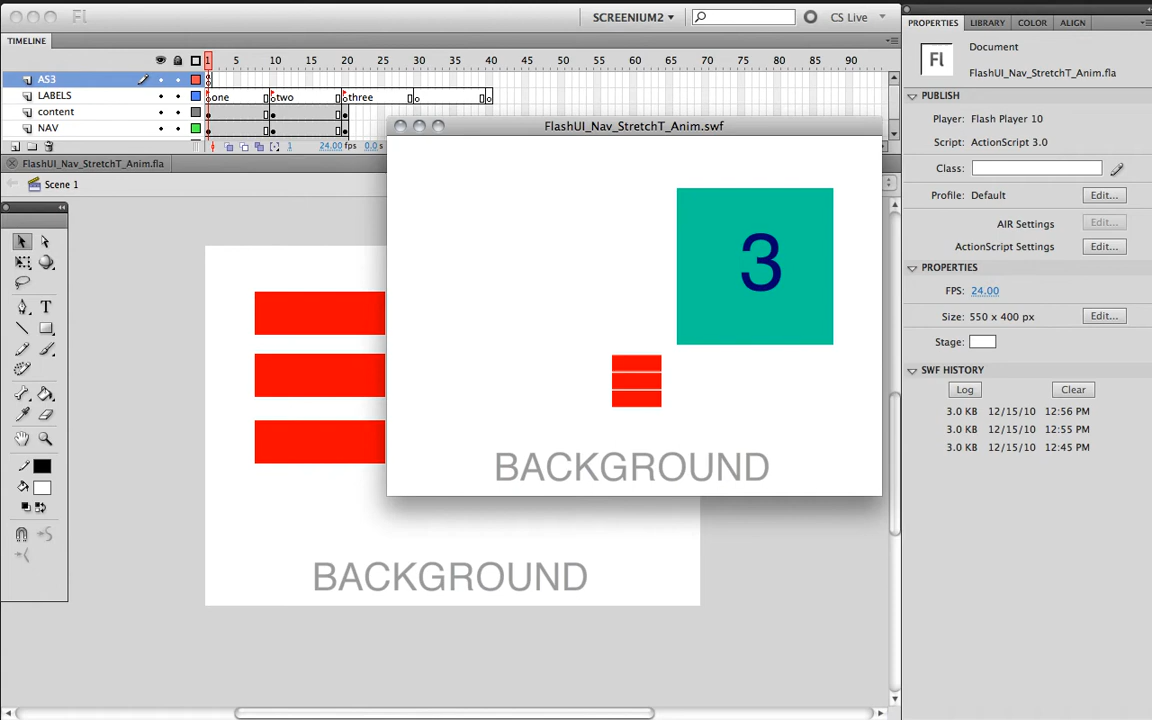 Fl
SCREENIUM2
CS Live
PROPERTIES LIBRARY COLOR ALIGN
TIMELINE
1 5 10 15 20 25 30 35 40 45 50 55 60 65 70 75 80 85 90
AS3
LABELS one two three
content
NAV
1 24.00 fps 0.0s
FlashUI_Nav_StretchT_Anim.fla
Scene 1
FlashUI_Nav_StretchT_Anim.swf
3
BACKGROUND
BACKGROUND
Fl
Document
FlashUI_Nav_StretchT_Anim.fla
PUBLISH
Player: Flash Player 10
Script: ActionScript 3.0
Class:
Profile: Default Edit...
AIR Settings Edit...
ActionScript Settings Edit...
PROPERTIES
FPS: 24.00
Size: 550 x 400 px Edit...
Stage:
SWF HISTORY
Log Clear
3.0 KB 12/15/10 12:56 PM
3.0 KB 12/15/10 12:55 PM
3.0 KB 12/15/10 12:45 PM
T